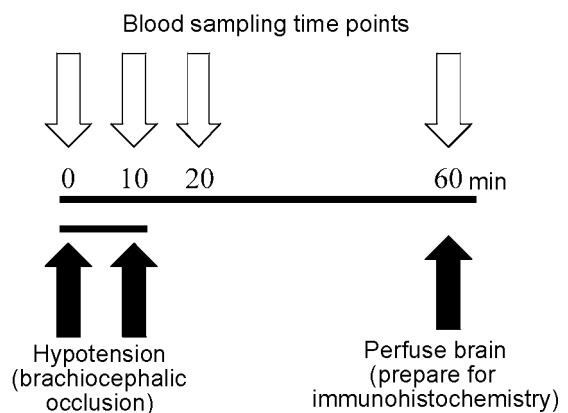 Blood sampling time points
0 10 20 60 min
Hypotension
(brachiocephalic
occlusion)
Perfuse brain
(prepare for
immunohistochemistry)